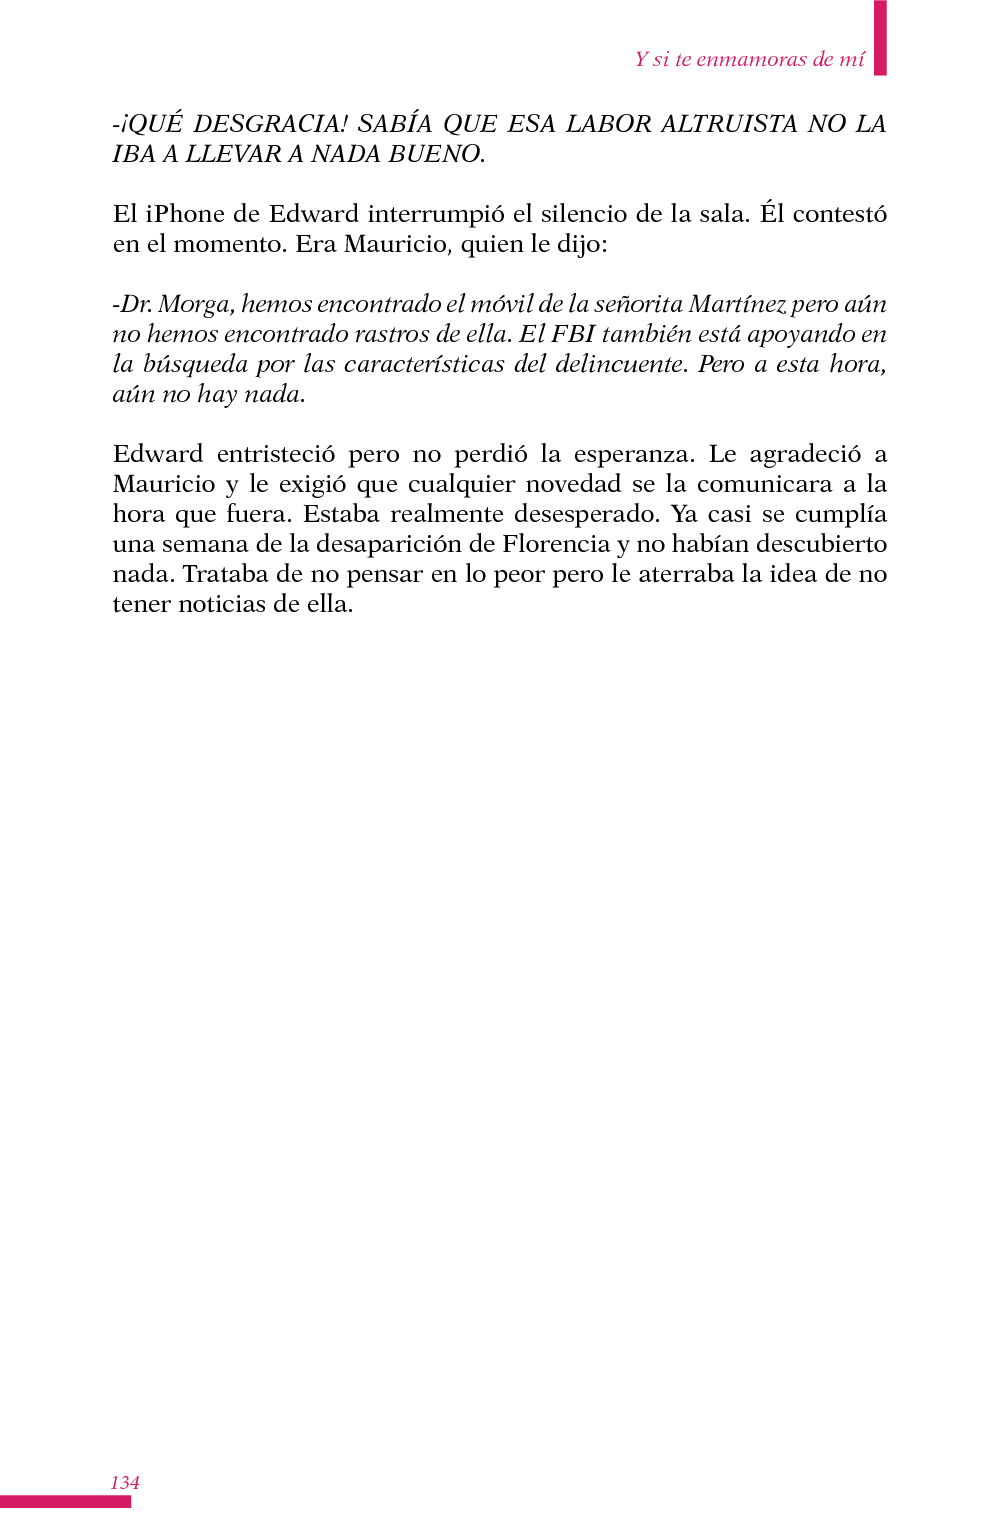 Y si te enmamoras de mí
-¡QUÉ DESGRACIA! SABÍA QUE ESA LABOR ALTRUISTA NO LA
IBA A LLEVAR A NADA BUENO.
El iPhone de Edward interrumpió el silencio de la sala. Él contestó
en el momento. Era Mauricio, quien le dijo:
-Dr. Morga, hemos encontrado el móvil de la señorita Martínez pero aún
no hemos encontrado rastros de ella. El FBI también está apoyando en
la búsqueda por las características del delincuente. Pero a esta hora,
aún no hay nada.
Edward entristeció pero no perdió la esperanza. Le agradeció a
Mauricio y le exigió que cualquier novedad se la comunicara a la
hora que fuera. Estaba realmente desesperado. Ya casi se cumplía
una semana de la desaparición de Florencia y no habían descubierto
nada. Trataba de no pensar en lo peor pero le aterraba la idea de no
tener noticias de ella.
134